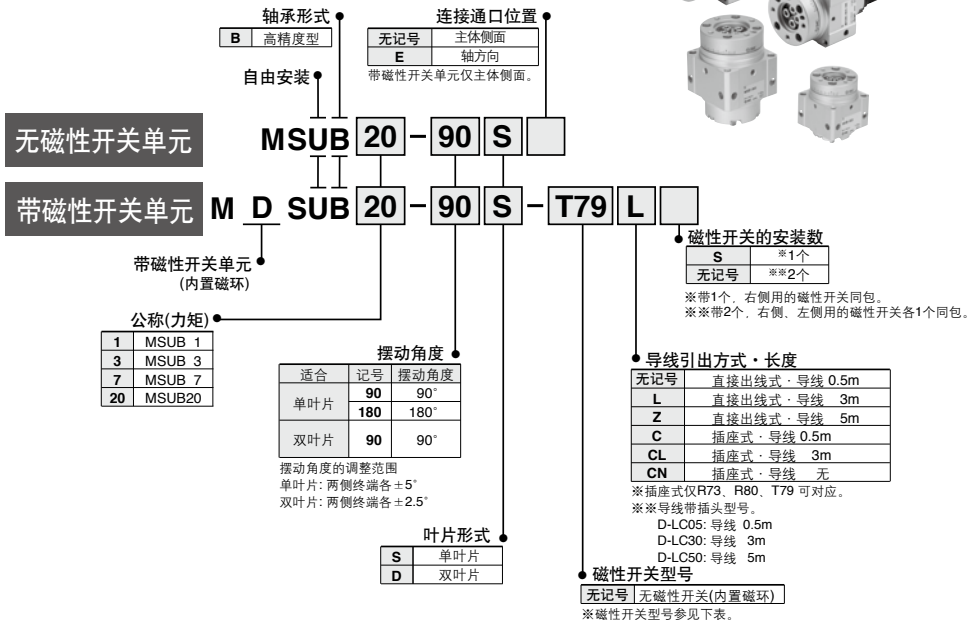 轴承形式
B 高精度型
连接通口位置
无记号 主体侧面
E 轴方向
带磁性开关单元仅主体侧面。
自由安装
无磁性开关单元 MSUB 20 - 90 S
带磁性开关单元 M D SUB 20 - 90 S - T79 L
带磁性开关单元
(内置磁环)
磁性开关的安装数
S ※1个
无记号 ※※2个
※带1个, 右侧用的磁性开关同包。
※※带2个, 右侧、左侧用的磁性开关各1个同包。
公称(力矩)
1 MSUB 1
3 MSUB 3
7 MSUB 7
20 MSUB20
摆动角度
适合 记号 摆动角度
单叶片 90 90°
180 180°
双叶片 90 90°
摆动角度的调整范围
单叶片: 两侧终端各±5°
双叶片: 两侧终端各±2.5°
导线引出方式・长度
无记号 直接出线式・导线 0.5m
L 直接出线式・导线 3m
Z 直接出线式・导线 5m
C 插座式・导线 0.5m
CL 插座式・导线 3m
CN 插座式・导线 无
※插座式仅R73、R80、T79 可对应。
※※导线带插头型号。
D-LC05: 导线 0.5m
D-LC30: 导线 3m
D-LC50: 导线 5m
叶片形式
S 单叶片
D 双叶片
磁性开关型号
无记号 无磁性开关(内置磁环)
※磁性开关型号参见下表。